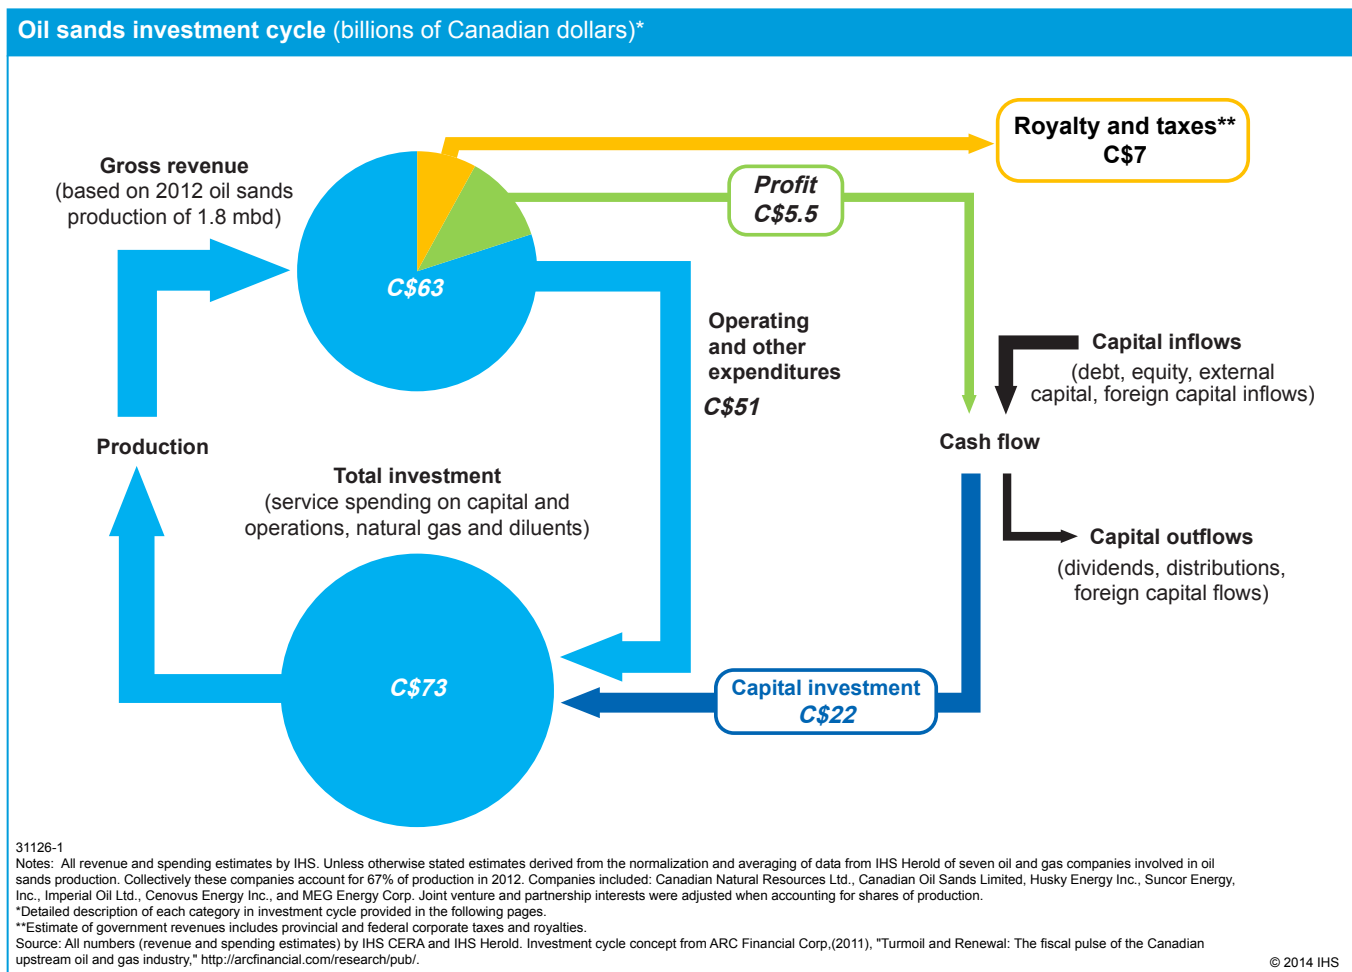 Oil sands investment cycle (billions of Canadian dollars)*
Royalty and taxes**
C$7
Gross revenue
(based on 2012 oil sands
production of 1.8 mbd)
Profit
C$5.5
C$63
Operating
and other
expenditures
C$51
Capital inflows
(debt, equity, external
capital, foreign capital inflows)
Production
Cash flow
Total investment
(service spending on capital and
operations, natural gas and diluents)
Capital outflows
(dividends, distributions,
foreign capital flows)
C$73
Capital investment
C$22
31126-1
Notes: All revenue and spending estimates by IHS. Unless otherwise stated estimates derived from the normalization and averaging of data from IHS Herold of seven oil and gas companies involved in oil
sands production. Collectively these companies account for 67% of production in 2012. Companies included: Canadian Natural Resources Ltd., Canadian Oil Sands Limited, Husky Energy Inc., Suncor Energy,
Inc., Imperial Oil Ltd., Cenovus Energy Inc., and MEG Energy Corp. Joint venture and partnership interests were adjusted when accounting for shares of production.
*Detailed description of each category in investment cycle provided in the following pages.
**Estimate of government revenues includes provincial and federal corporate taxes and royalties.
Source: All numbers (revenue and spending estimates) by IHS CERA and IHS Herold. Investment cycle concept from ARC Financial Corp,(2011), "Turmoil and Renewal: The fiscal pulse of the Canadian
upstream oil and gas industry," http://arcfinancial.com/research/pub/.
© 2014 IHS